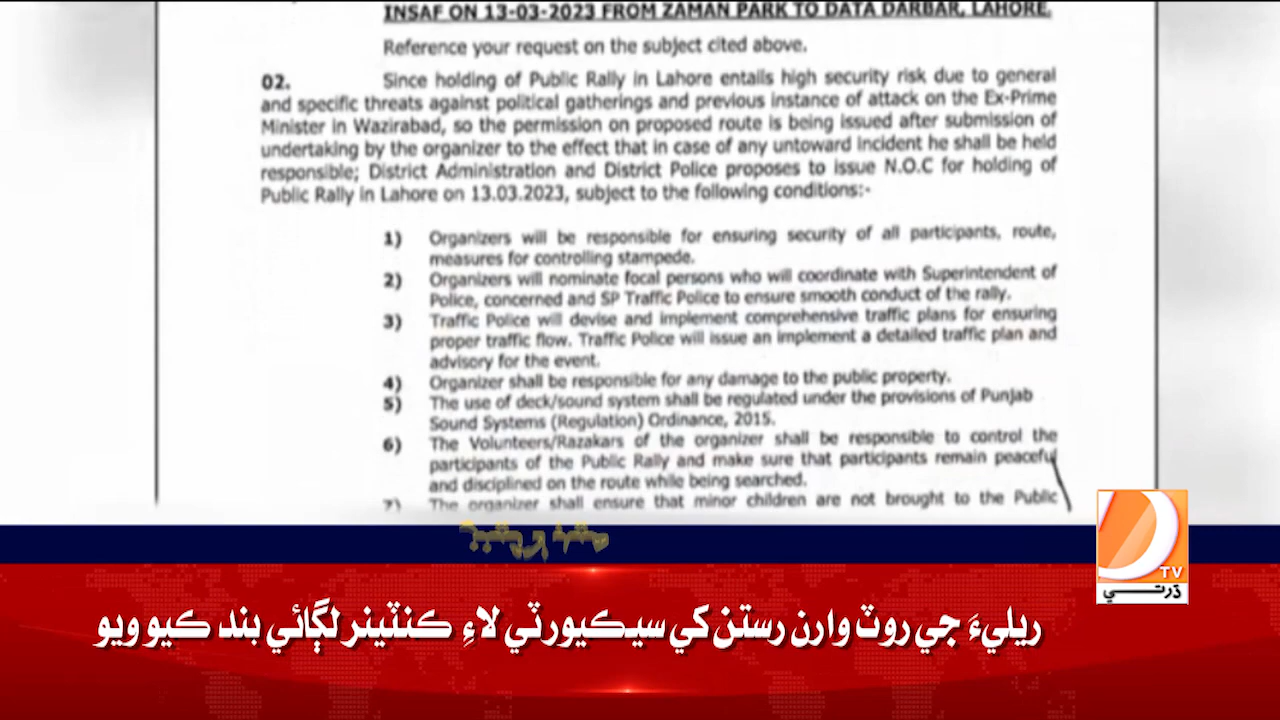 INSAF ON 13-03-2023 FROM ZAMAN PARK TO DATA DARBAR, LAHORE.
Reference your request on the subject cited above.
02. Since holding of Public Rally in Lahore entails high security risk due to general
and specific threats against political gatherings and previous instance of attack on the Ex-Prime
Minister in Wazirabad, so the permission on proposed route is being issued after submission of
undertaking by the organizer to the effect that in case of any untoward incident he shall be held
responsible; District Administration and District Police proposes to issue N.O.C for holding of
Public Rally in Lahore on 13.03.2023, subject to the following conditions:-
1) Organizers will be responsible for ensuring security of all participants, route,
measures for controlling stampede.
2) Organizers will nominate focal persons who will coordinate with Superintendent of
Police, concerned and SP Traffic Police to ensure smooth conduct of the rally.
3) Traffic Police will devise and implement comprehensive traffic plans for ensuring
proper traffic flow. Traffic Police will issue an implement a detailed traffic plan and
advisory for the event.
4) Organizer shall be responsible for any damage to the public property.
5) The use of deck/sound system shall be regulated under the provisions of Punjab
Sound Systems (Regulation) Ordinance, 2015.
6) The Volunteers/Razakars of the organizer shall be responsible to control the
participants of the Public Rally and make sure that participants remain peaceful
and disciplined on the route while being searched.
7) The organizer shall ensure that minor children are not brought to the Public
TV
ڌرتي
ريليءَ جي روٽ وارن رستن کي سيڪيورٽي لاءِ ڪنٽينر لڳائي بند ڪيو ويو